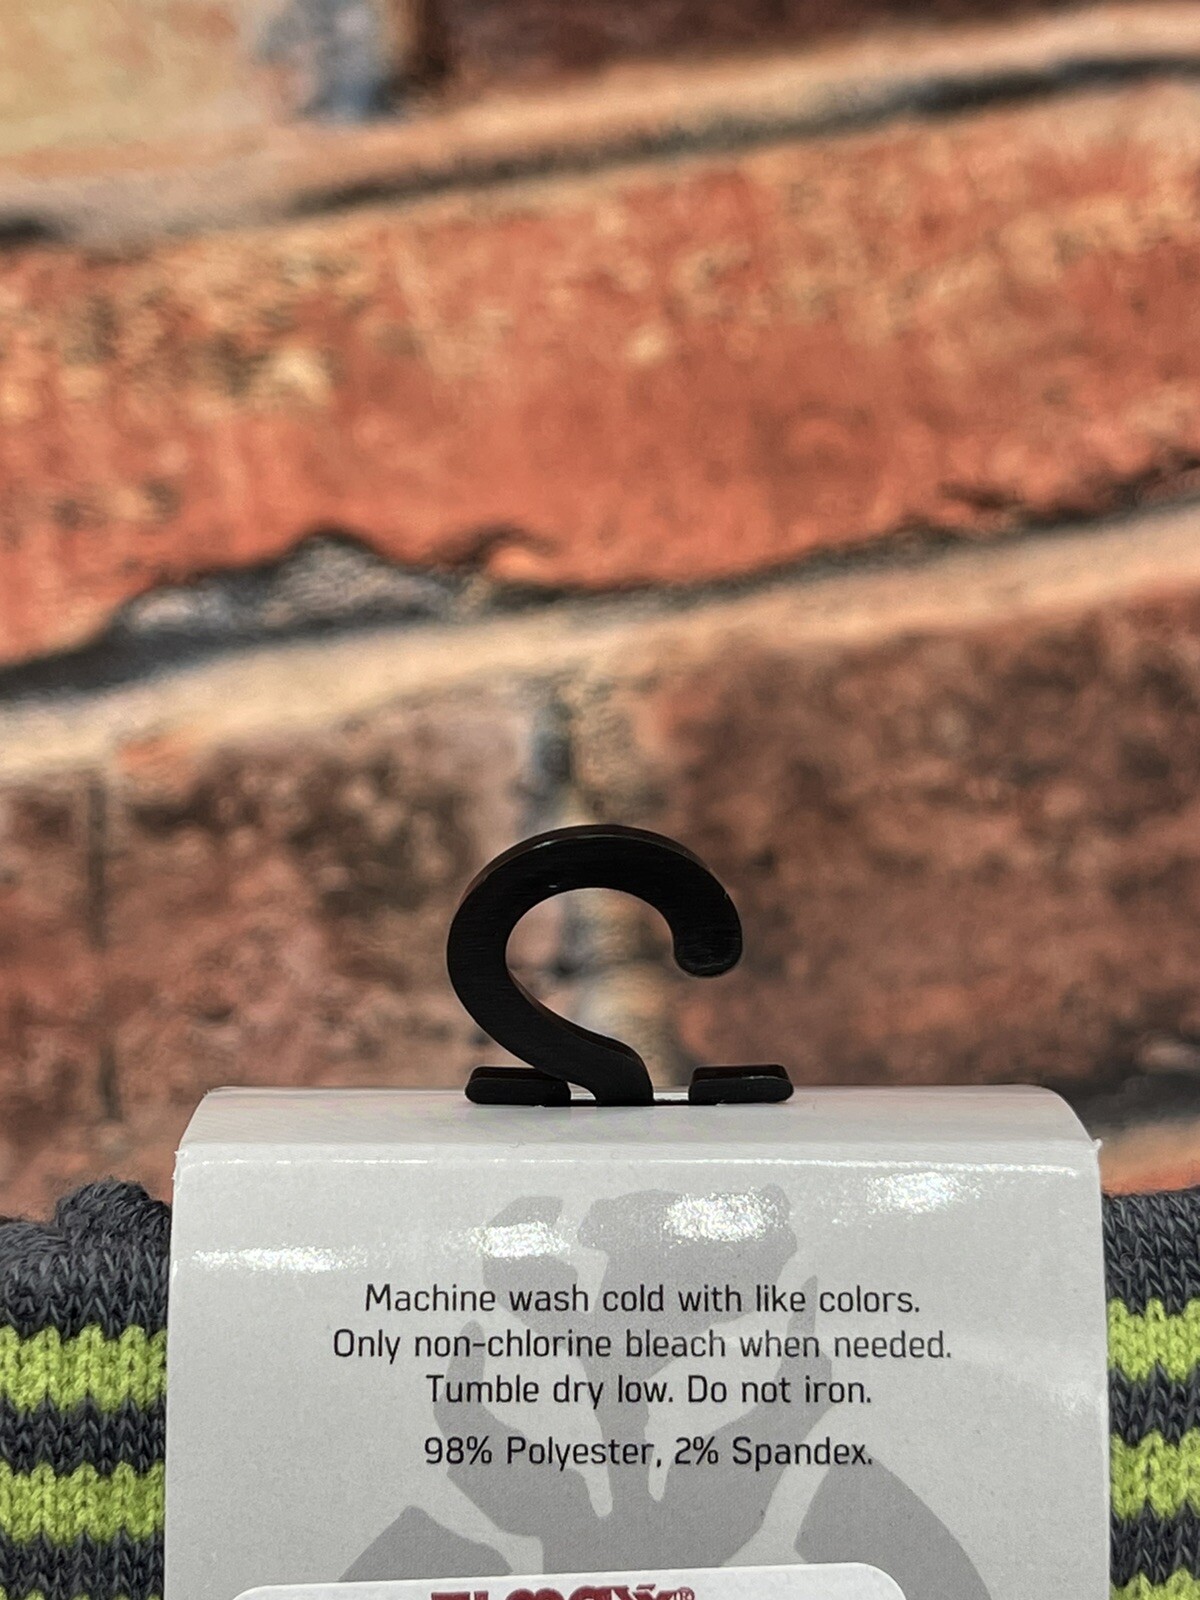 Machine wash cold with like colors.
Only non-chlorine bleach when needed.
Tumble dry low. Do not iron.
98% Polyester, 2% Spandex.